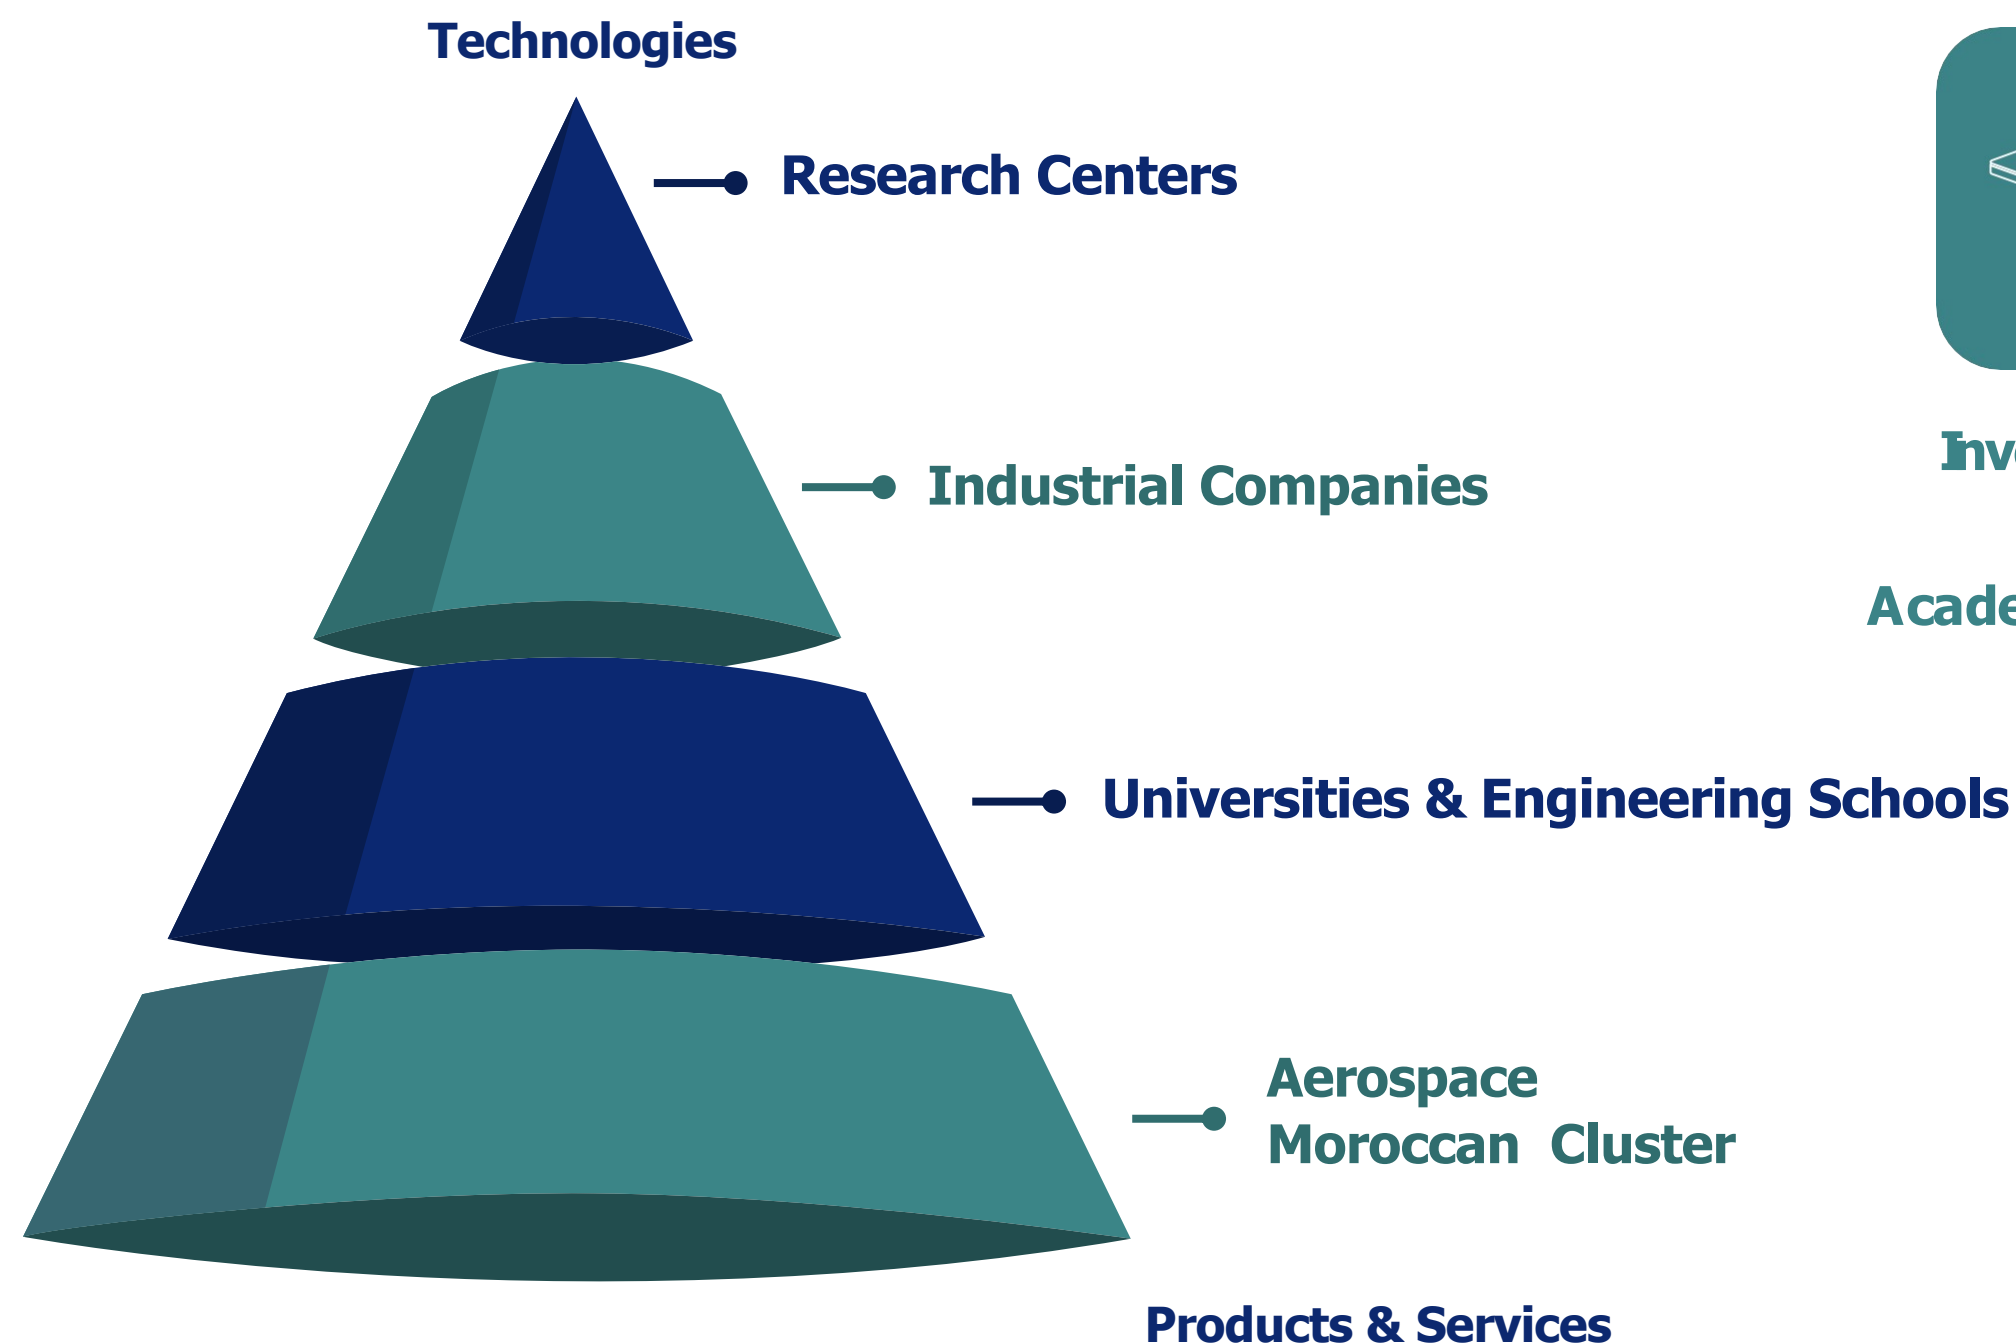 Technologies
Research Centers
Industrial Companies
Universities & Engineering Schools
Aerospace
Moroccan Cluster
Products & Services